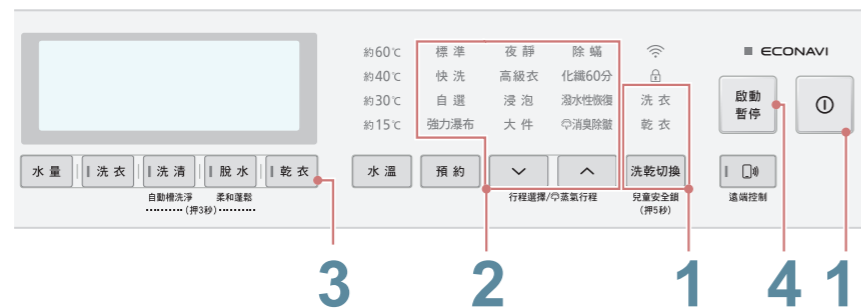 約60℃ 標準 夜靜 除蟎
ECONAVI
約40℃ 快洗 高級衣 化纖60分
約30℃ 自選 浸泡 潑水性恢復 洗衣
啟動
暫停
約15℃ 強力瀑布 大件 消臭除皺 乾衣
水量 洗衣 洗清 脫水 乾衣 水溫 預約 洗乾切換
自動槽洗淨 柔和蓬鬆 行程選擇/蒸氣行程 兒童安全鎖 遠端控制
(押3秒) (押5秒)
3 2 1 4 1